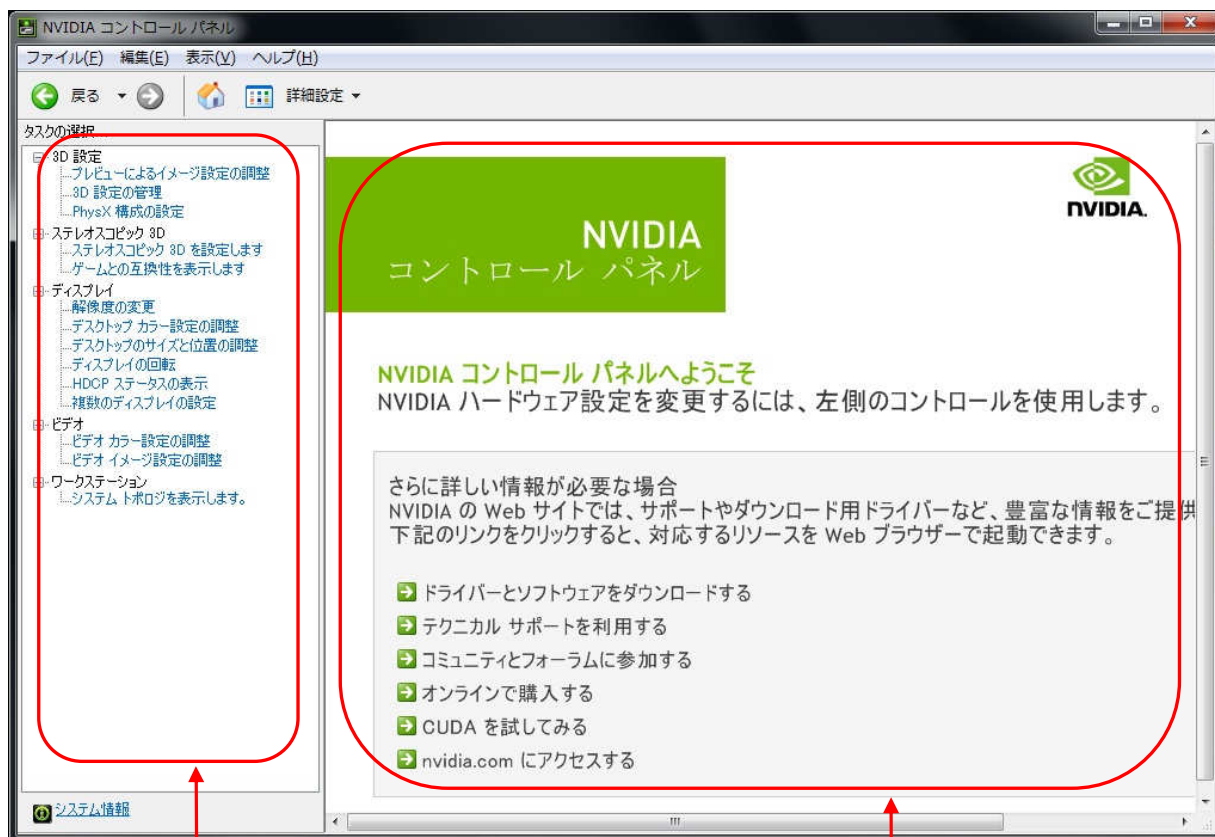 NVIDIA コントロール パネル
ファイル(F) 編集(E) 表示(V) ヘルプ(H)
戻る 詳細設定
タスクの選択...
3D 設定
プレビューによるイメージ設定の調整
3D 設定の管理
PhysX 構成の設定
ステレオスコピック 3D
ステレオスコピック 3D を設定します
ゲームとの互換性を表示します
ディスプレイ
解像度の変更
デスクトップ カラー設定の調整
デスクトップのサイズと位置の調整
ディスプレイの回転
HDCP ステータスの表示
複数のディスプレイの設定
ビデオ
ビデオ カラー設定の調整
ビデオ イメージ設定の調整
ワークステーション
システム トポロジを表示します。
システム情報
NVIDIA
コントロール パネル
NVIDIA.
NVIDIA コントロール パネルへようこそ
NVIDIA ハードウェア設定を変更するには、左側のコントロールを使用します。
さらに詳しい情報が必要な場合
NVIDIA の Web サイトでは、サポートやダウンロード用ドライバーなど、豊富な情報をご提供
下記のリンクをクリックすると、対応するリソースを Web ブラウザーで起動できます。
ドライバーとソフトウェアをダウンロードする
テクニカル サポートを利用する
コミュニティとフォーラムに参加する
オンラインで購入する
CUDA を試してみる
nvidia.com にアクセスする